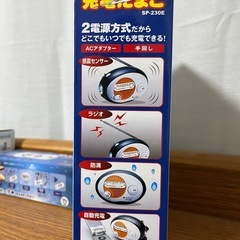 充電たまご
SP-230E
2電源方式だから
どこでもいつでも充電できる!
ACアダプター
手回し
感温センサー
ラジオ
防滴
自動充電